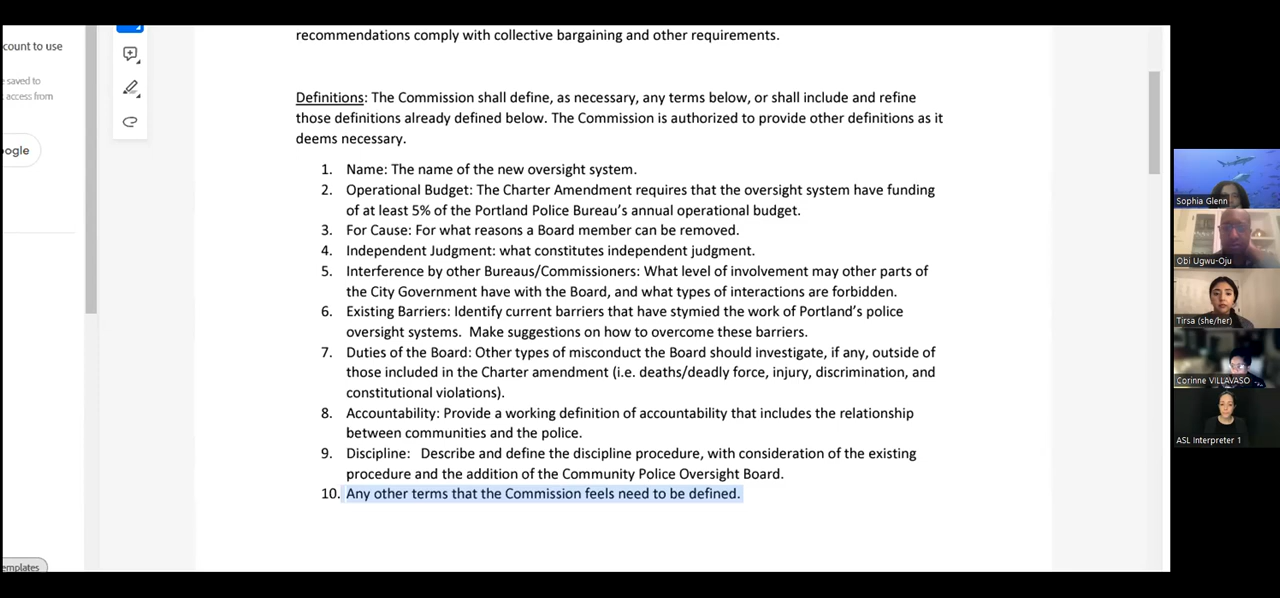 count to use
e saved to
access from
oogle
emplates
recommendations comply with collective bargaining and other requirements.
Definitions: The Commission shall define, as necessary, any terms below, or shall include and refine
those definitions already defined below. The Commission is authorized to provide other definitions as it
deems necessary.
1. Name: The name of the new oversight system.
2. Operational Budget: The Charter Amendment requires that the oversight system have funding
of at least 5% of the Portland Police Bureau's annual operational budget.
3. For Cause: For what reasons a Board member can be removed.
4. Independent Judgment: what constitutes independent judgment.
5. Interference by other Bureaus/Commissioners: What level of involvement may other parts of
the City Government have with the Board, and what types of interactions are forbidden.
6. Existing Barriers: Identify current barriers that have stymied the work of Portland's police
oversight systems. Make suggestions on how to overcome these barriers.
7. Duties of the Board: Other types of misconduct the Board should investigate, if any, outside of
those included in the Charter amendment (i.e. deaths/deadly force, injury, discrimination, and
constitutional violations).
8. Accountability: Provide a working definition of accountability that includes the relationship
between communities and the police.
9. Discipline: Describe and define the discipline procedure, with consideration of the existing
procedure and the addition of the Community Police Oversight Board.
10. Any other terms that the Commission feels need to be defined.
Sophia Glenn
Obi Ugwu-Oju
Tirsa (she/her)
Corinne VILLAVASO
ASL Interpreter 1